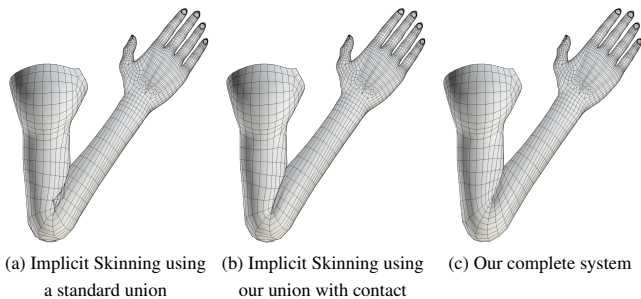 (a) Implicit Skinning using
a standard union
(b) Implicit Skinning using
our union with contact
(c) Our complete system